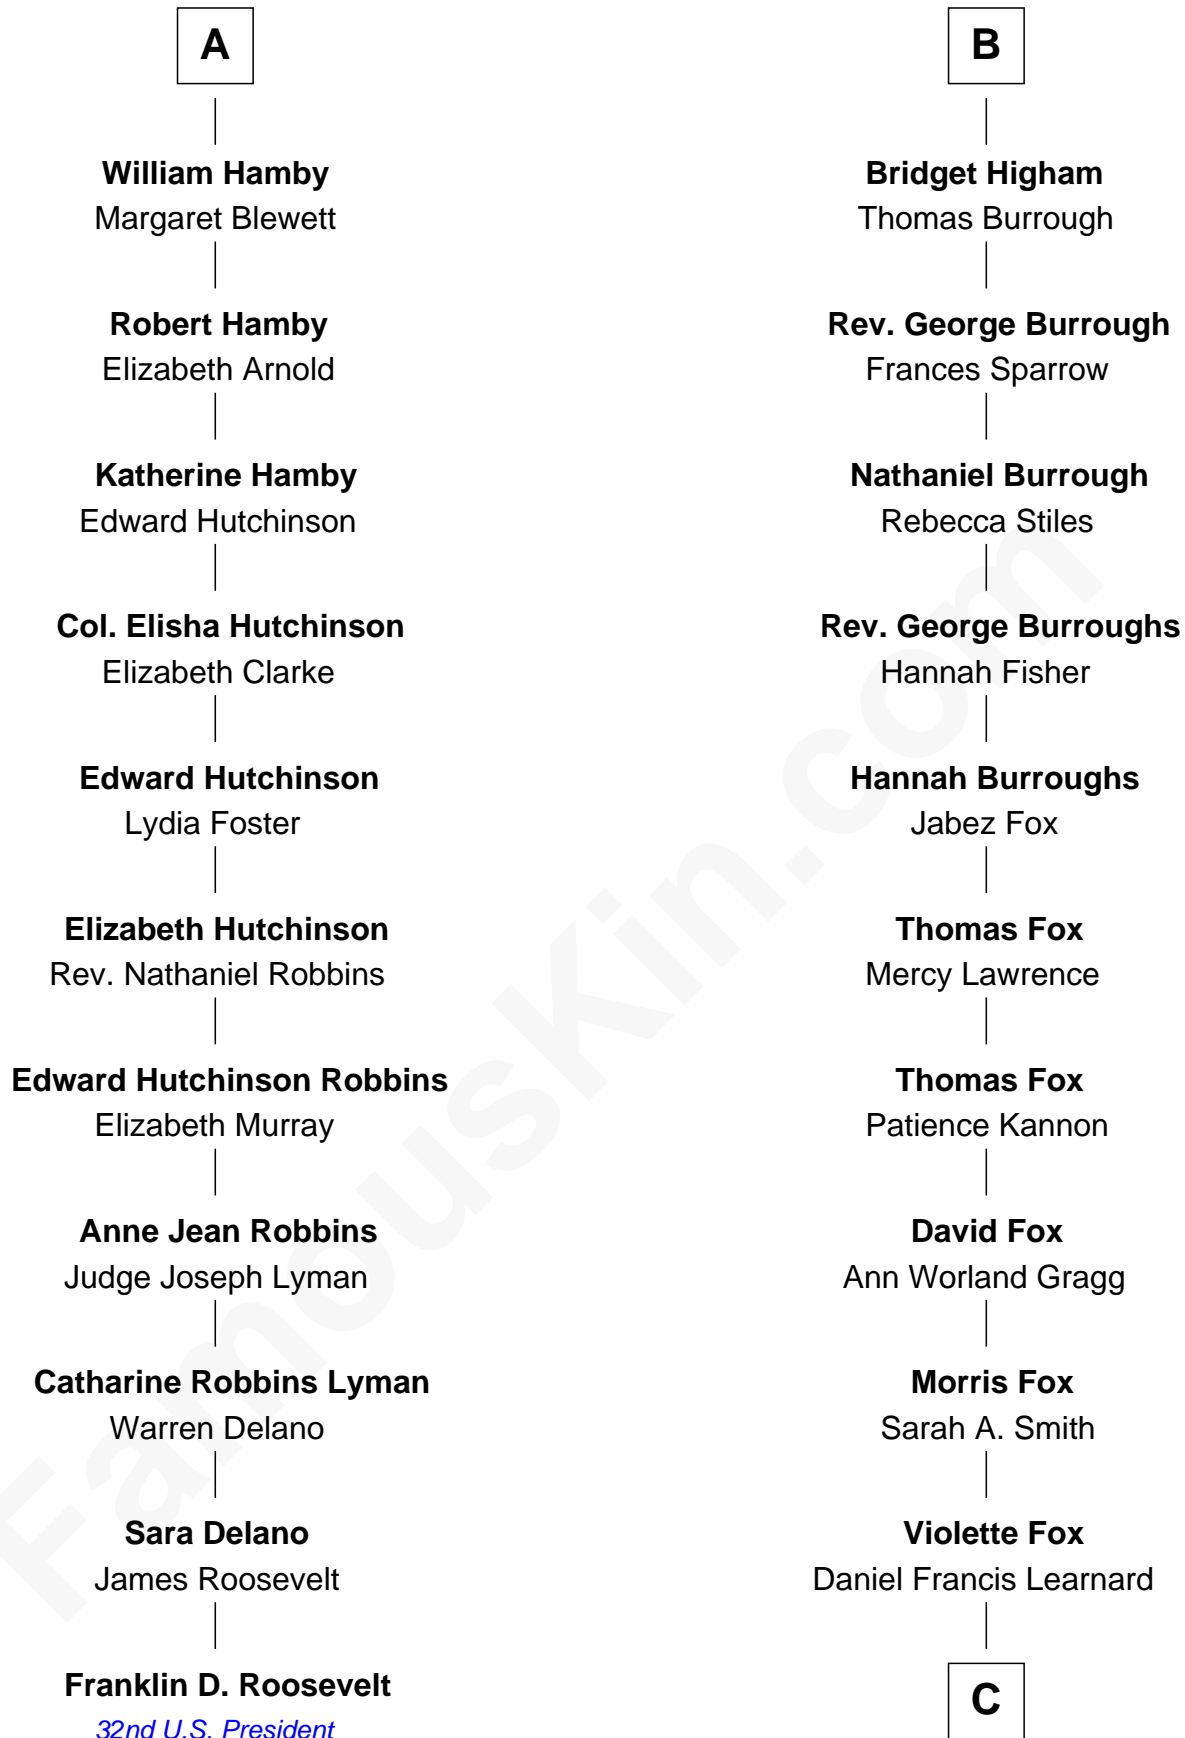 A
William Hamby
Margaret Blewett
Robert Hamby
Elizabeth Arnold
Katherine Hamby
Edward Hutchinson
Col. Elisha Hutchinson
Elizabeth Clarke
Edward Hutchinson
Lydia Foster
Elizabeth Hutchinson
Rev. Nathaniel Robbins
Edward Hutchinson Robbins
Elizabeth Murray
Anne Jean Robbins
Judge Joseph Lyman
Catharine Robbins Lyman
Warren Delano
Sara Delano
James Roosevelt
Franklin D. Roosevelt
32nd U.S. President
B
Bridget Higham
Thomas Burrough
Rev. George Burrough
Frances Sparrow
Nathaniel Burrough
Rebecca Stiles
Rev. George Burroughs
Hannah Fisher
Hannah Burroughs
Jabez Fox
Thomas Fox
Mercy Lawrence
Thomas Fox
Patience Kannon
David Fox
Ann Worland Gragg
Morris Fox
Sarah A. Smith
Violette Fox
Daniel Francis Learnard
C
FamousKin.com